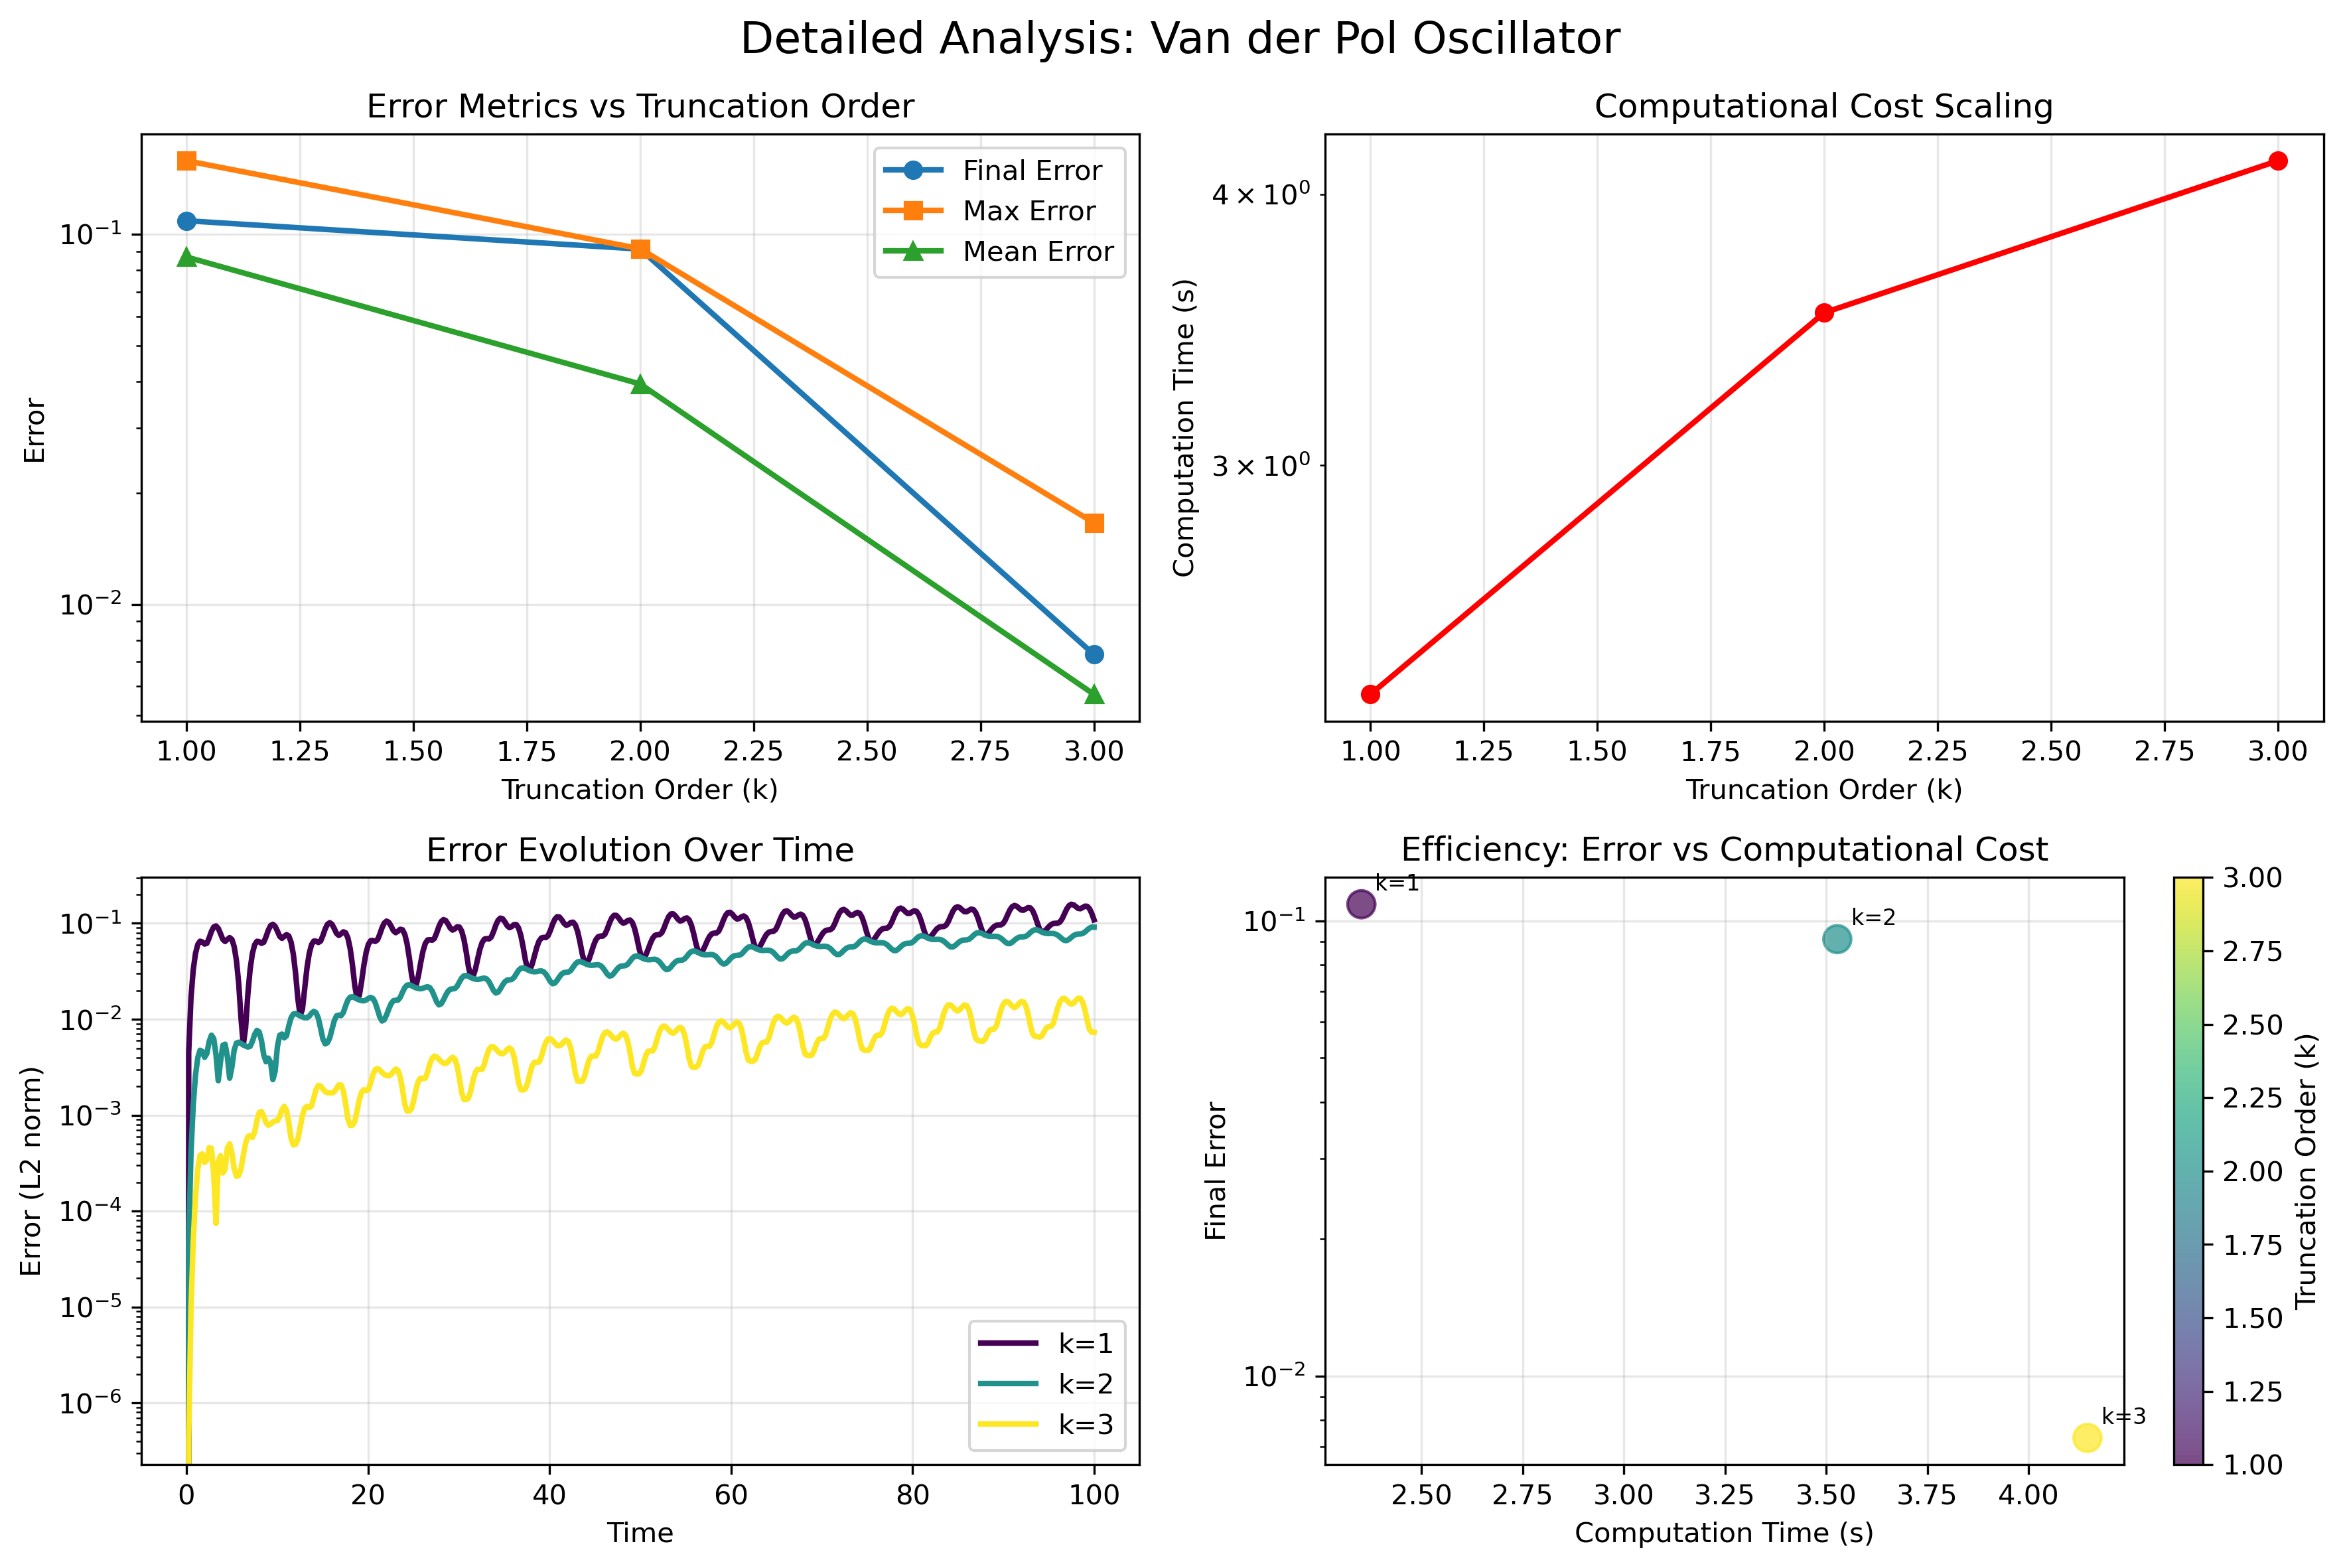 Detailed Analysis: Van der Pol Oscillator
Error Metrics vs Truncation Order
Error
10⁻¹
10⁻²
Final Error
Max Error
Mean Error
1.00 1.25 1.50 1.75 2.00 2.25 2.50 2.75 3.00
Truncation Order (k)
Computational Cost Scaling
Computation Time (s)
4 × 10⁰
3 × 10⁰
1.00 1.25 1.50 1.75 2.00 2.25 2.50 2.75 3.00
Truncation Order (k)
Error Evolution Over Time
Error (L2 norm)
10⁻¹
10⁻²
10⁻³
10⁻⁴
10⁻⁵
10⁻⁶
k=1
k=2
k=3
0 20 40 60 80 100
Time
Efficiency: Error vs Computational Cost
Final Error
10⁻¹
10⁻²
k=1
k=2
k=3
2.50 2.75 3.00 3.25 3.50 3.75 4.00
Computation Time (s)
3.00
2.75
2.50
2.25
2.00
1.75
1.50
1.25
1.00
Truncation Order (k)